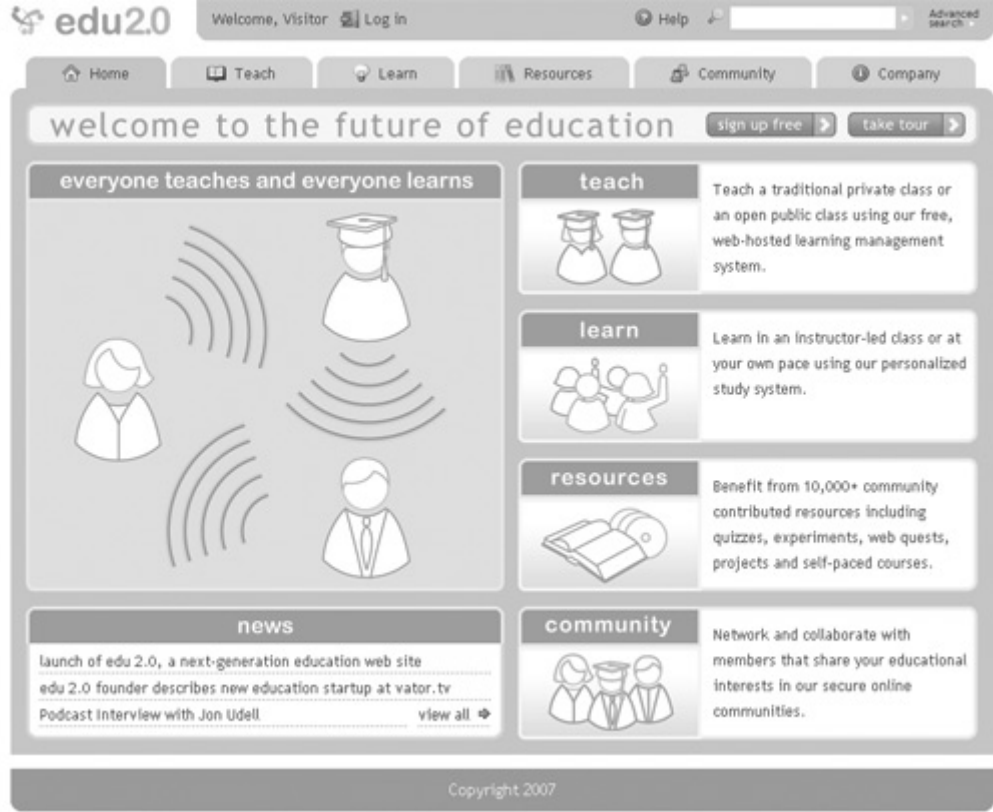 edu2.0
Welcome, Visitor
Log in
Help
Advanced
search
Home
Teach
Learn
Resources
Community
Company
welcome to the future of education
sign up free
take tour
everyone teaches and everyone learns
teach
Teach a traditional private class or
an open public class using our free,
web-hosted learning management
system.
learn
Learn in an instructor-led class or at
your own pace using our personalized
study system.
resources
Benefit from 10,000+ community
contributed resources including
quizzes, experiments, web quests,
projects and self-paced courses.
news
launch of edu 2.0, a next-generation education web site
edu 2.0 founder describes new education startup at vator.tv
Podcast Interview with Jon Udell
view all
community
Network and collaborate with
members that share your educational
interests in our secure online
communities.
Copyright 2007